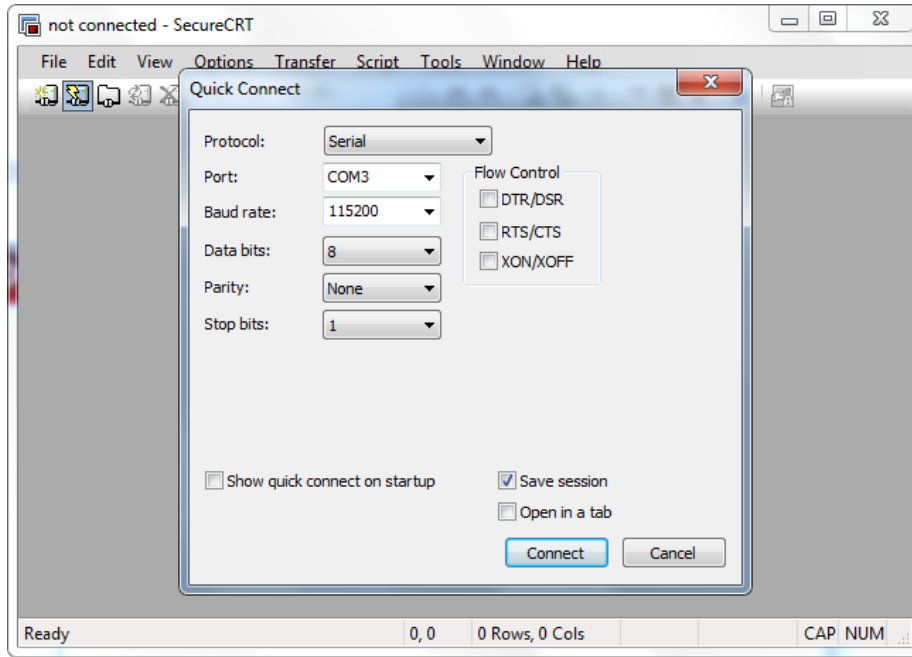 not connected - SecureCRT
File Edit View Options Transfer Script Tools Window Help
Quick Connect
Protocol: Serial
Port: COM3
Flow Control
DTR/DSR
Baud rate: 115200
RTS/CTS
Data bits: 8
XON/XOFF
Parity: None
Stop bits: 1
Show quick connect on startup
Save session
Open in a tab
Connect Cancel
Ready 0, 0 0 Rows, 0 Cols CAP NUM